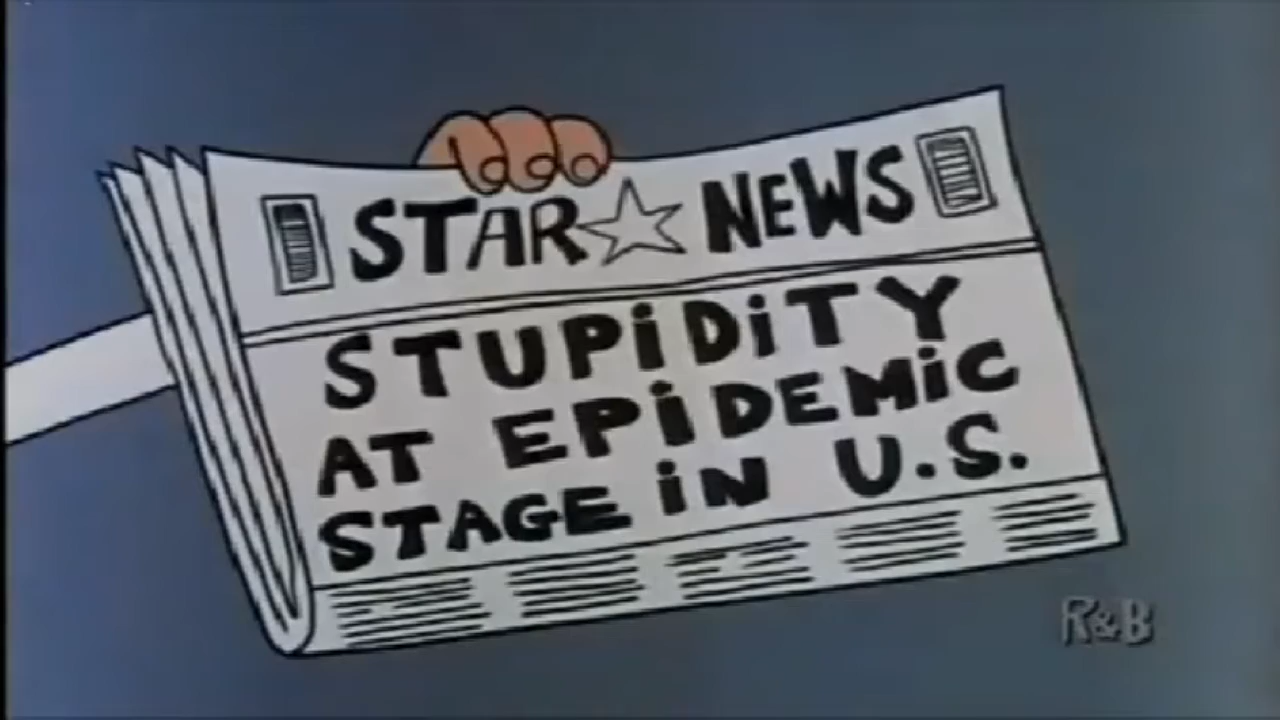 STAR☆NEWS
STUPiDiTY
AT EPiDEMiC
STAGE iN U.S.
R&B